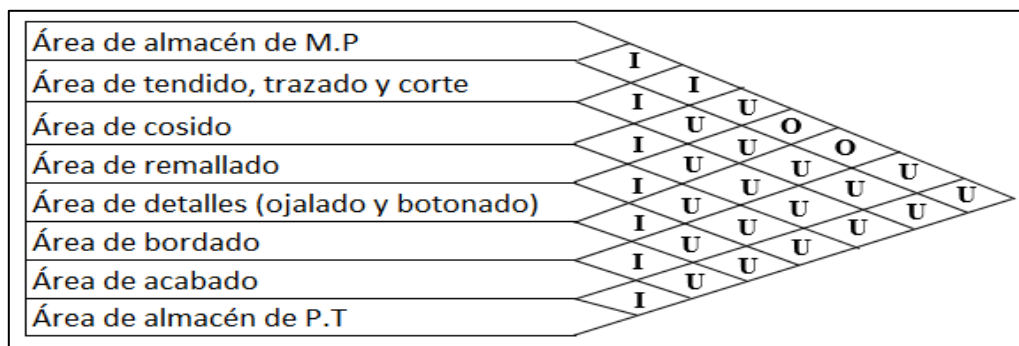 Área de almacén de M.P
I I U O O U U
Área de tendido, trazado y corte
I U U U U U
Área de cosido
I U U U U
Área de remallado
I U U U
Área de detalles (ojalado y botonado)
I U U
Área de bordado
I U
Área de acabado
I
Área de almacén de P.T